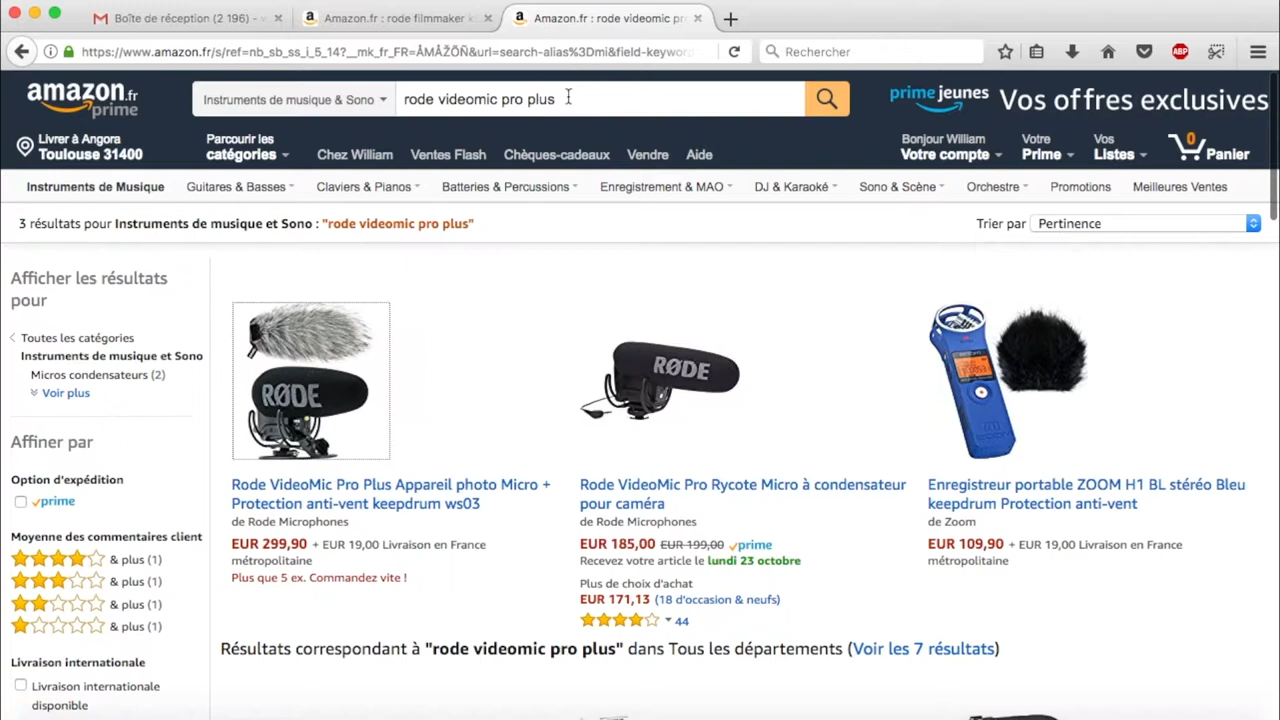 Boîte de réception (2 196) -
Amazon.fr : rode filmmaker
Amazon.fr : rode videomic pr
https://www.amazon.fr/s/ref=nb_sb_ss_i_5_14?__mk_fr_FR=ÅMÅŽÕÑ&url=search-alias%3Dmi&field-keywor
Rechercher
ABP
amazon.fr
prime
Instruments de musique & Sono
rode videomic pro plus
prime jeunes
Vos offres exclusives
Livrer à Angora
Toulouse 31400
Parcourir les
catégories
Chez William
Ventes Flash
Chèques-cadeaux
Vendre
Aide
Bonjour William
Votre compte
Votre
Prime
Vos
Listes
0
Panier
Instruments de Musique
Guitares & Basses
Claviers & Pianos
Batteries & Percussions
Enregistrement & MAO
DJ & Karaoké
Sono & Scène
Orchestre
Promotions
Meilleures Ventes
3 résultats pour Instruments de musique et Sono : "rode videomic pro plus"
Trier par
Pertinence
Afficher les résultats
pour
Toutes les catégories
Instruments de musique et Sono
Micros condensateurs (2)
Voir plus
Affiner par
Option d'expédition
prime
Moyenne des commentaires client
& plus (1)
& plus (1)
& plus (1)
& plus (1)
Livraison internationale
Livraison internationale
disponible
RØDE
Rode VideoMic Pro Plus Appareil photo Micro +
Protection anti-vent keepdrum ws03
de Rode Microphones
EUR 299,90 + EUR 19,00 Livraison en France
métropolitaine
Plus que 5 ex. Commandez vite !
RØDE
Rode VideoMic Pro Rycote Micro à condensateur
pour caméra
de Rode Microphones
EUR 185,00 EUR 199,00 prime
Recevez votre article le lundi 23 octobre
Plus de choix d'achat
EUR 171,13 (18 d'occasion & neufs)
44
Enregistreur portable ZOOM H1 BL stéréo Bleu
keepdrum Protection anti-vent
de Zoom
EUR 109,90 + EUR 19,00 Livraison en France
métropolitaine
Résultats correspondant à "rode videomic pro plus" dans Tous les départements (Voir les 7 résultats)